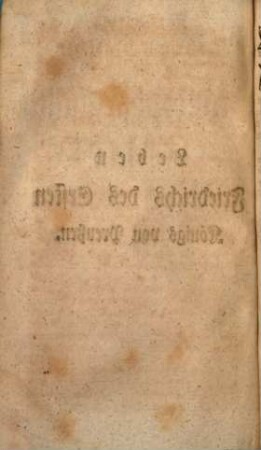 Leben
Friedrichs des Ersten
Königs von Preußen.